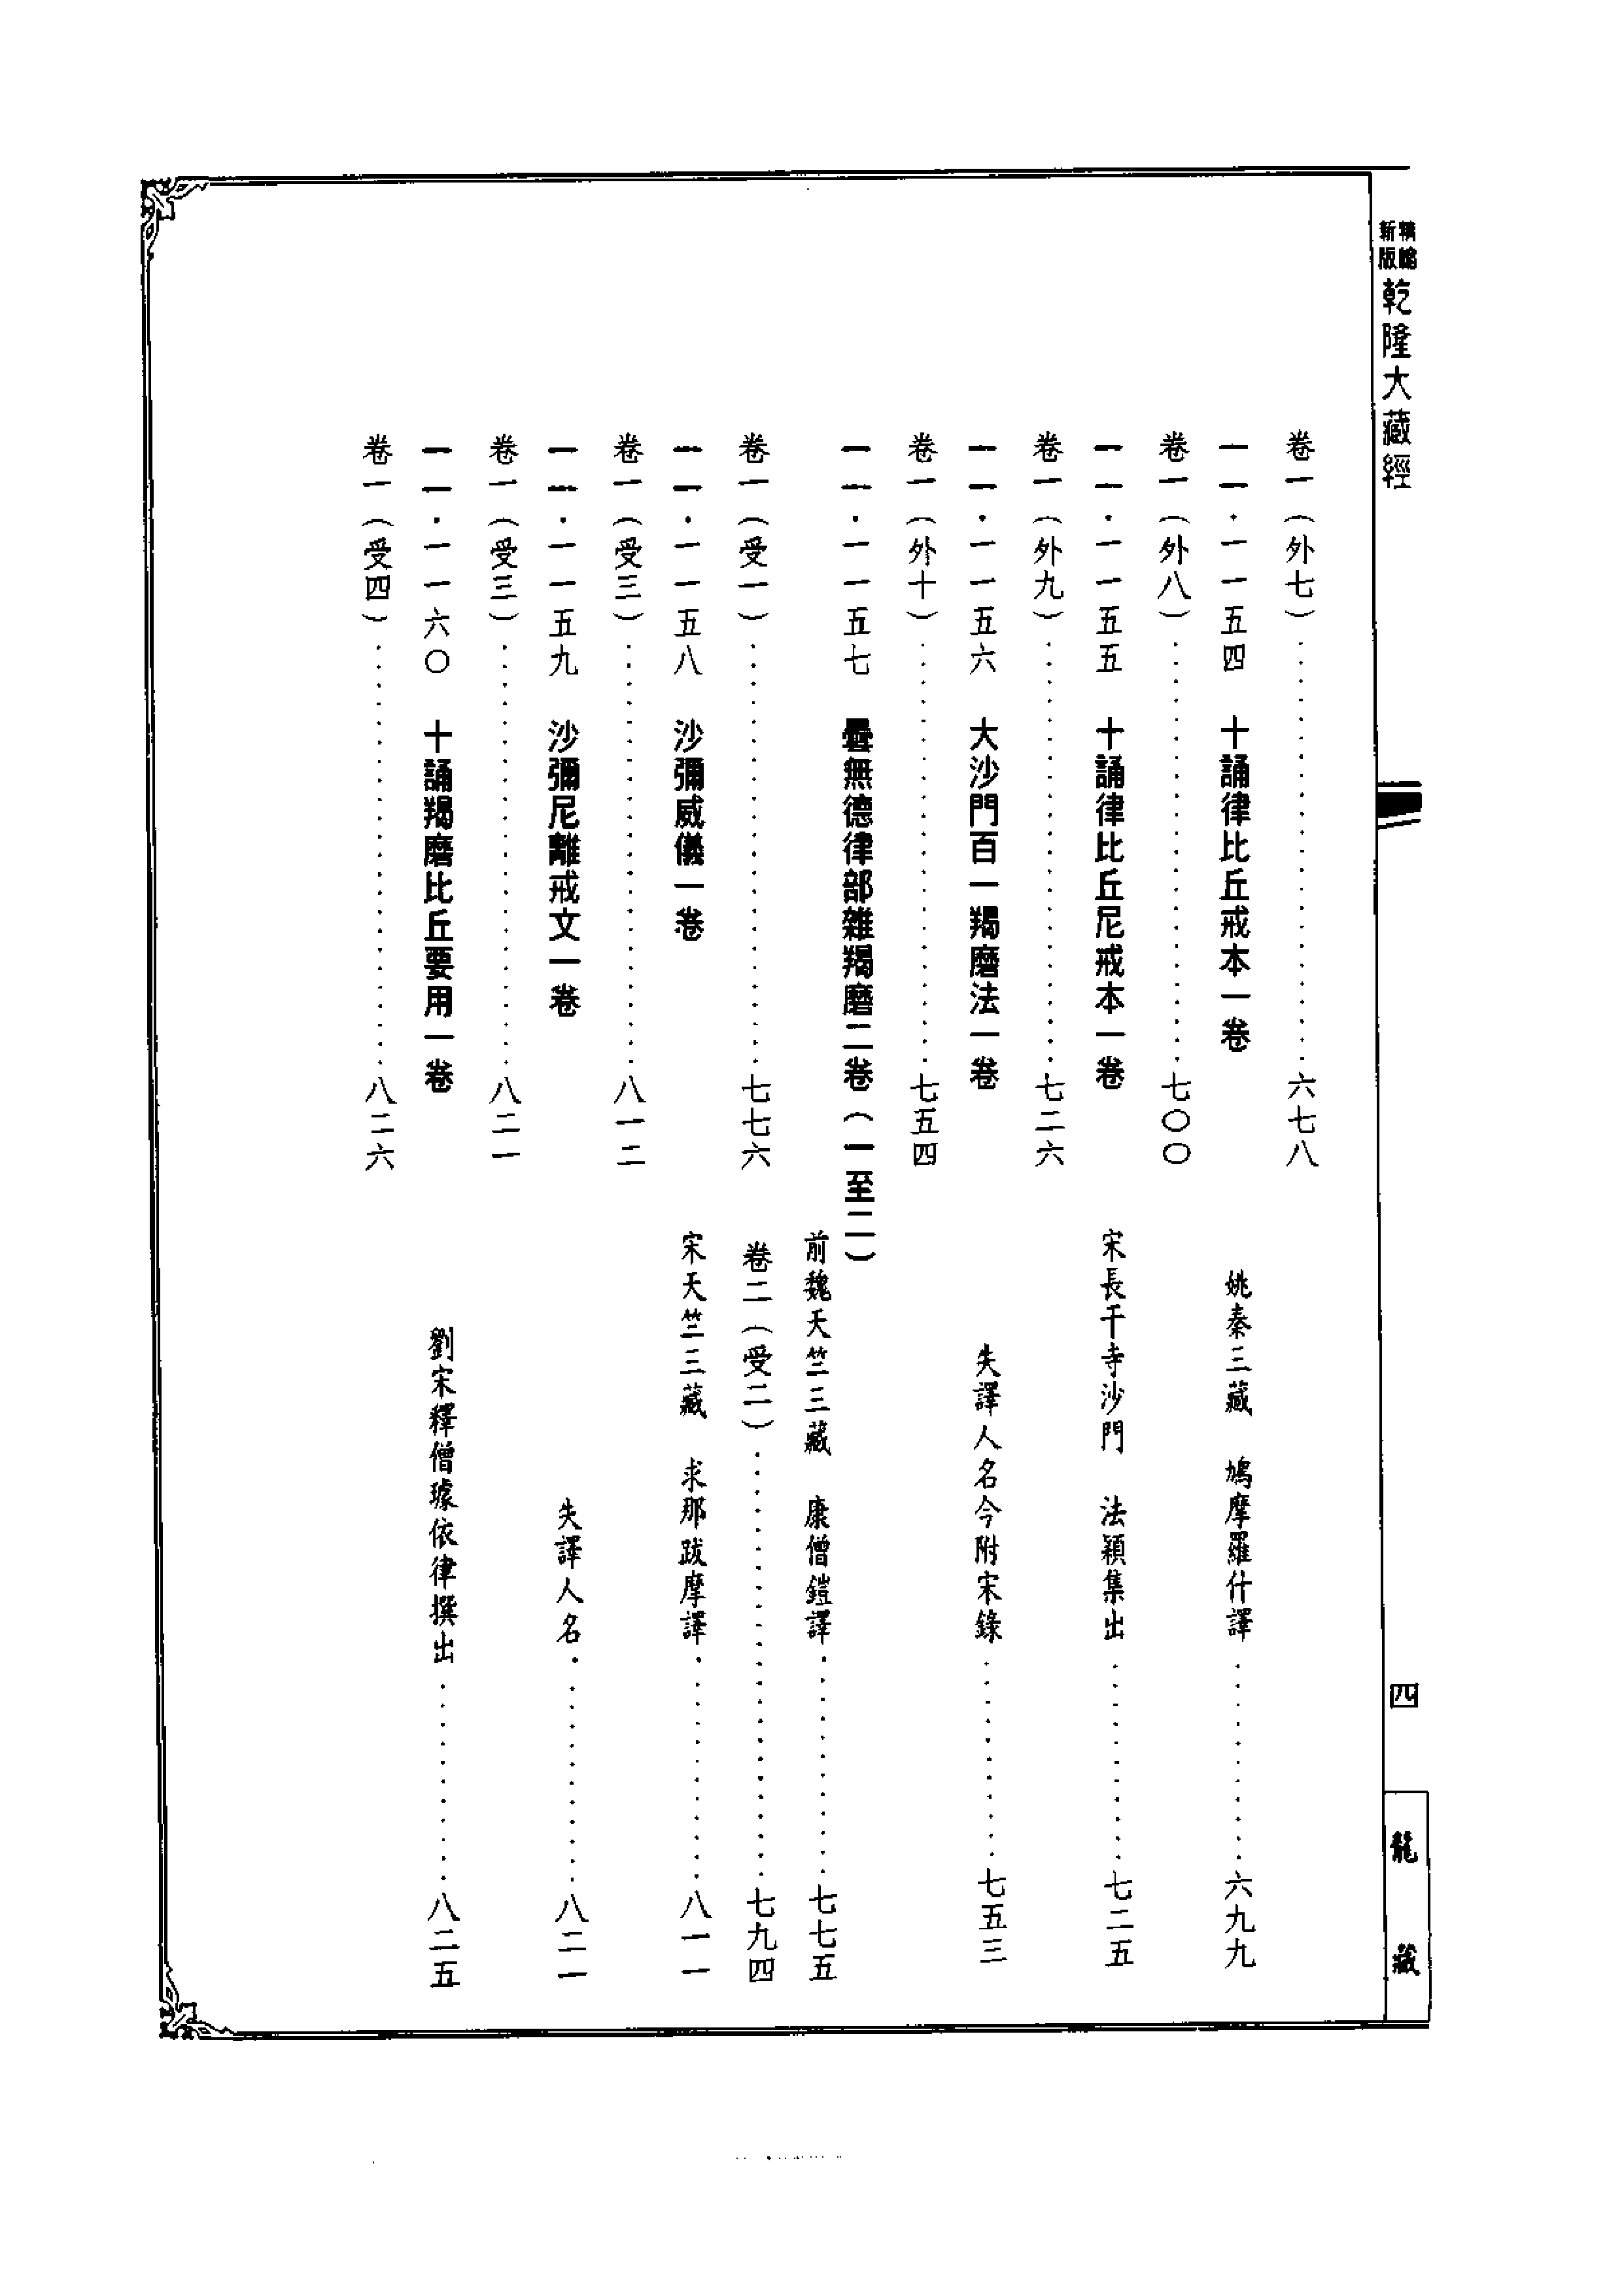 新版
乾隆大藏經
四
龍藏
卷一（外七）……六七八
一一·一一五四　十誦律比丘戒本一卷　姚秦三藏　鳩摩羅什譯……六九九
卷一（外八）……七〇〇
一一·一一五五　十誦律比丘尼戒本一卷　宋長干寺沙門　法穎集出……七二五
卷一（外九）……七二六
一一·一一五六　大沙門百一羯磨法一卷　失譯人名今附宋錄……七五三
卷一（外十）……七五四
一一·一一五七　曇無德律部雜羯磨二卷（一至二）
前魏天竺三藏　康僧鎧譯……七七五
卷一（受一）……七七六　卷二（受二）……七九四
一一·一一五八　沙彌威儀一卷　宋天竺三藏　求那跋摩譯……八一一
卷一（受三）……八一二
一一·一一五九　沙彌尼離戒文一卷　失譯人名……八二一
卷一（受三）……八二一
一一·一一六〇　十誦羯磨比丘要用一卷　劉宋釋僧璩依律撰出……八二五
卷一（受四）……八二六